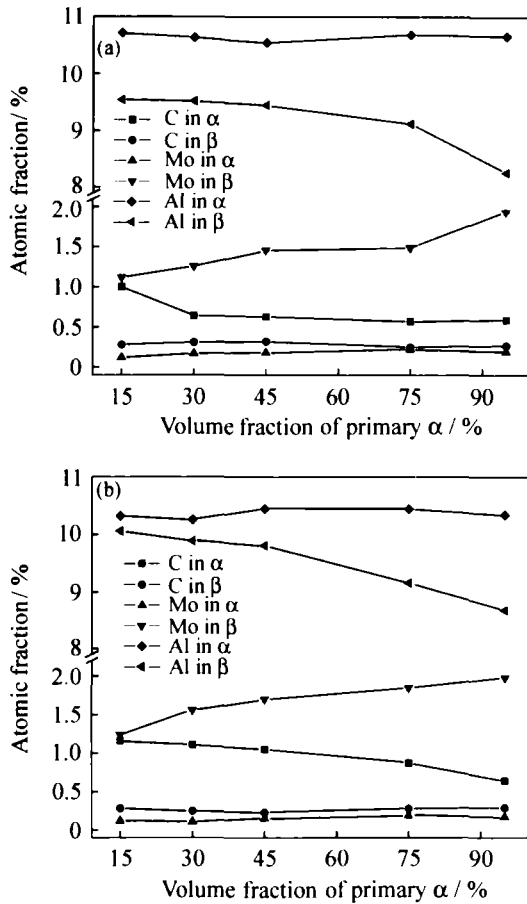 (a)
11
10
9
8
2.0
1.5
1.0
0.5
0
Atomic fraction/ %
C in α
C in β
Mo in α
Mo in β
Al in α
Al in β
15 30 45 60 75 90
Volume fraction of primary α / %
(b)
11
10
9
8
2.0
1.5
1.0
0.5
0
Atomic fraction/ %
C in α
C in β
Mo in α
Mo in β
Al in α
Al in β
15 30 45 60 75 90
Volume fraction of primary α / %